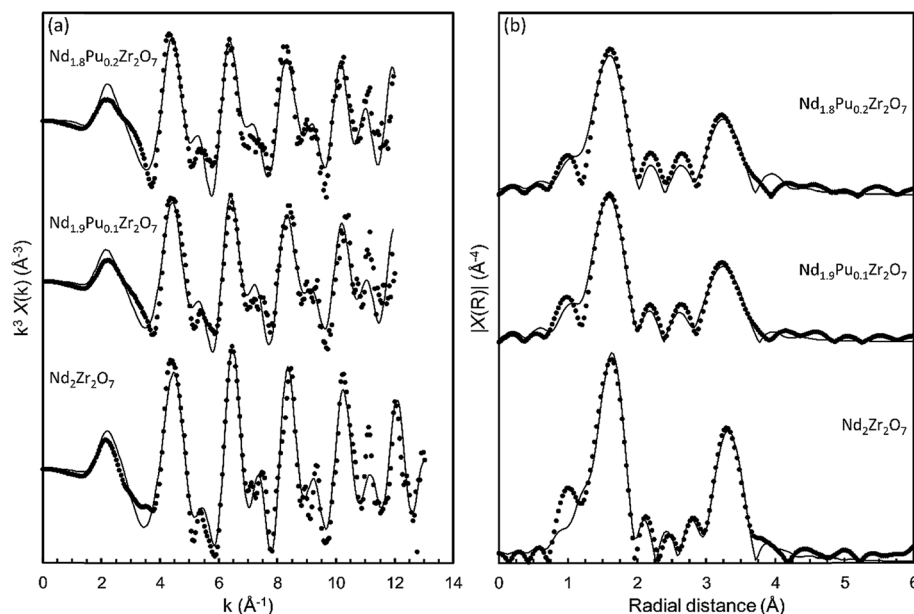 (a)
Nd1.8Pu0.2Zr2O7
Nd1.9Pu0.1Zr2O7
Nd2Zr2O7
k³ X(k) (Å⁻³)
0 2 4 6 8 10 12 14
k (Å⁻¹)
(b)
Nd1.8Pu0.2Zr2O7
Nd1.9Pu0.1Zr2O7
Nd2Zr2O7
|X(R)| (Å⁻⁴)
0 1 2 3 4 5 6
Radial distance (Å)